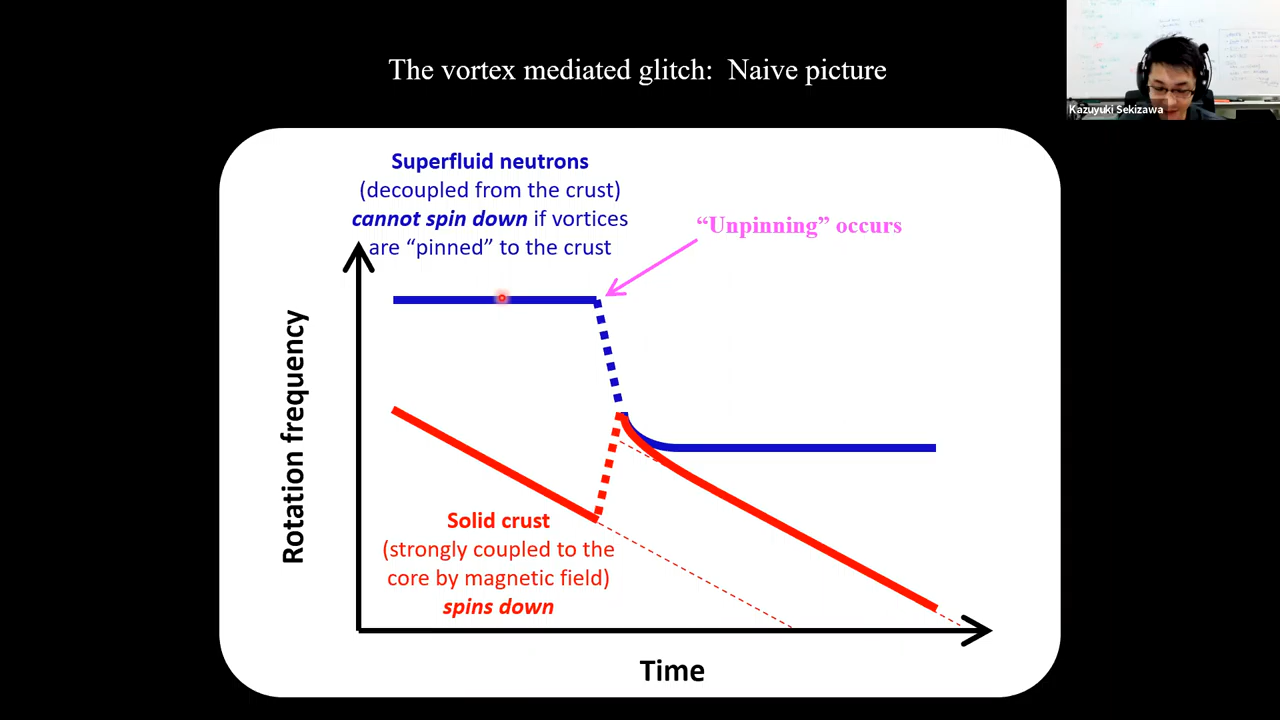 The vortex mediated glitch: Naive picture
Kazuyuki Sekizawa
Superfluid neutrons
(decoupled from the crust)
cannot spin down if vortices
are “pinned” to the crust
“Unpinning” occurs
Rotation frequency
Solid crust
(strongly coupled to the
core by magnetic field)
spins down
Time